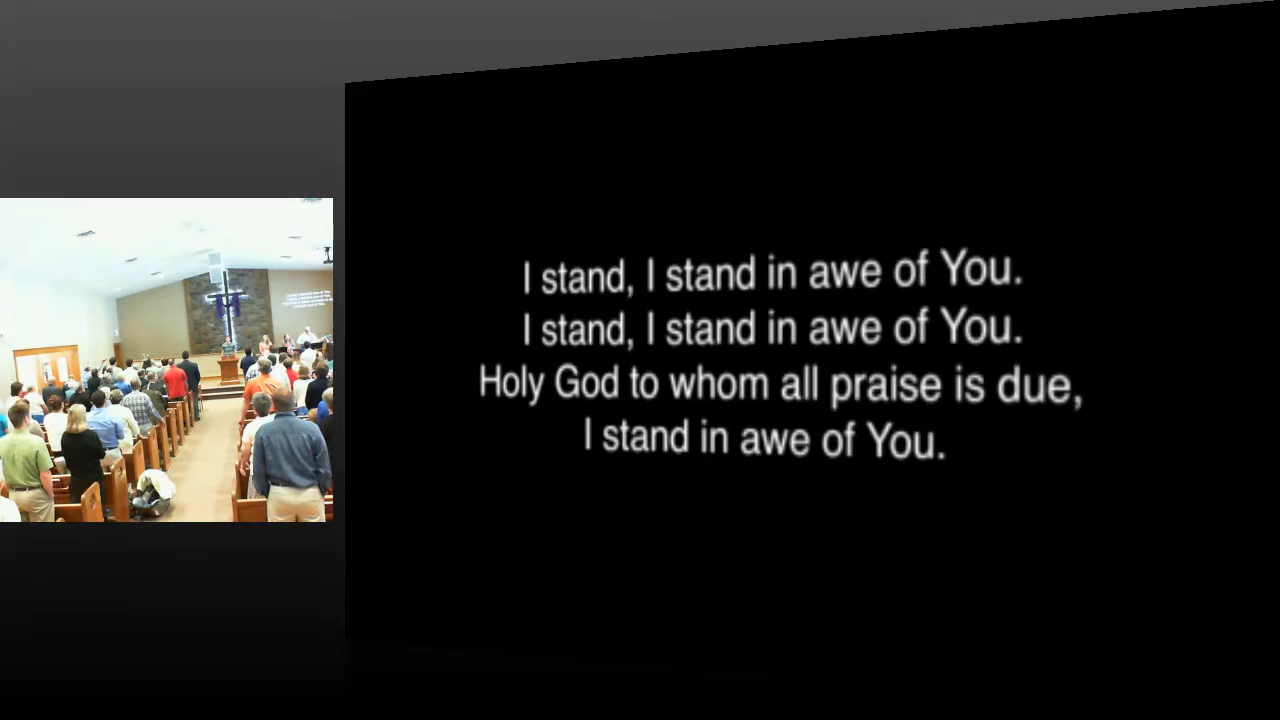 I stand, I stand in awe of You.
I stand, I stand in awe of You.
Holy God to whom all praise is due,
I stand in awe of You.